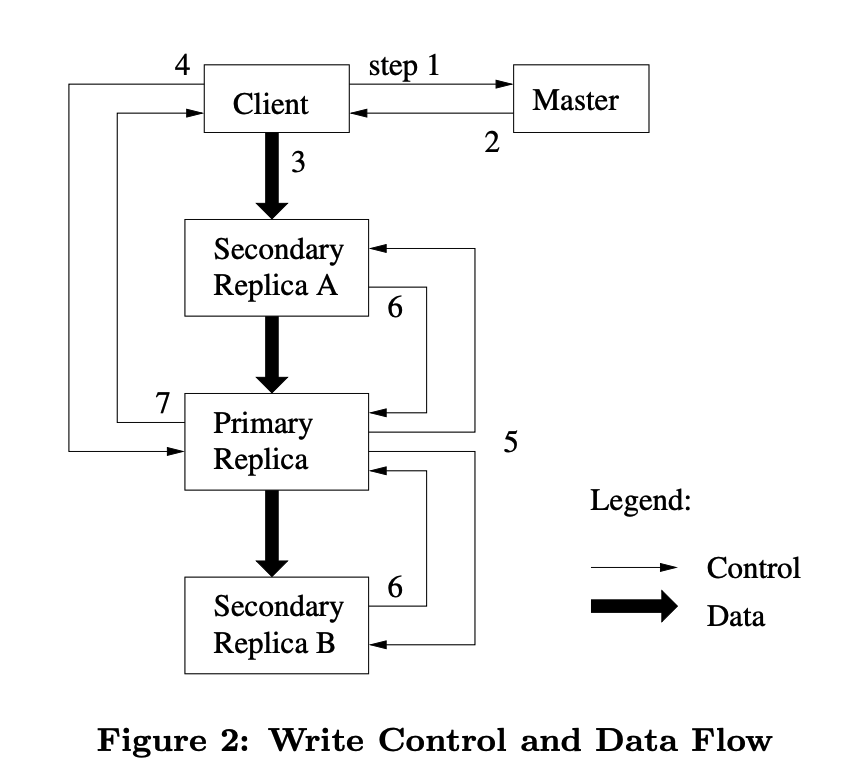 4
step 1
Client
Master
2
3
Secondary
Replica A
6
7
Primary
Replica
5
Legend:
Control
Data
6
Secondary
Replica B
Figure 2: Write Control and Data Flow